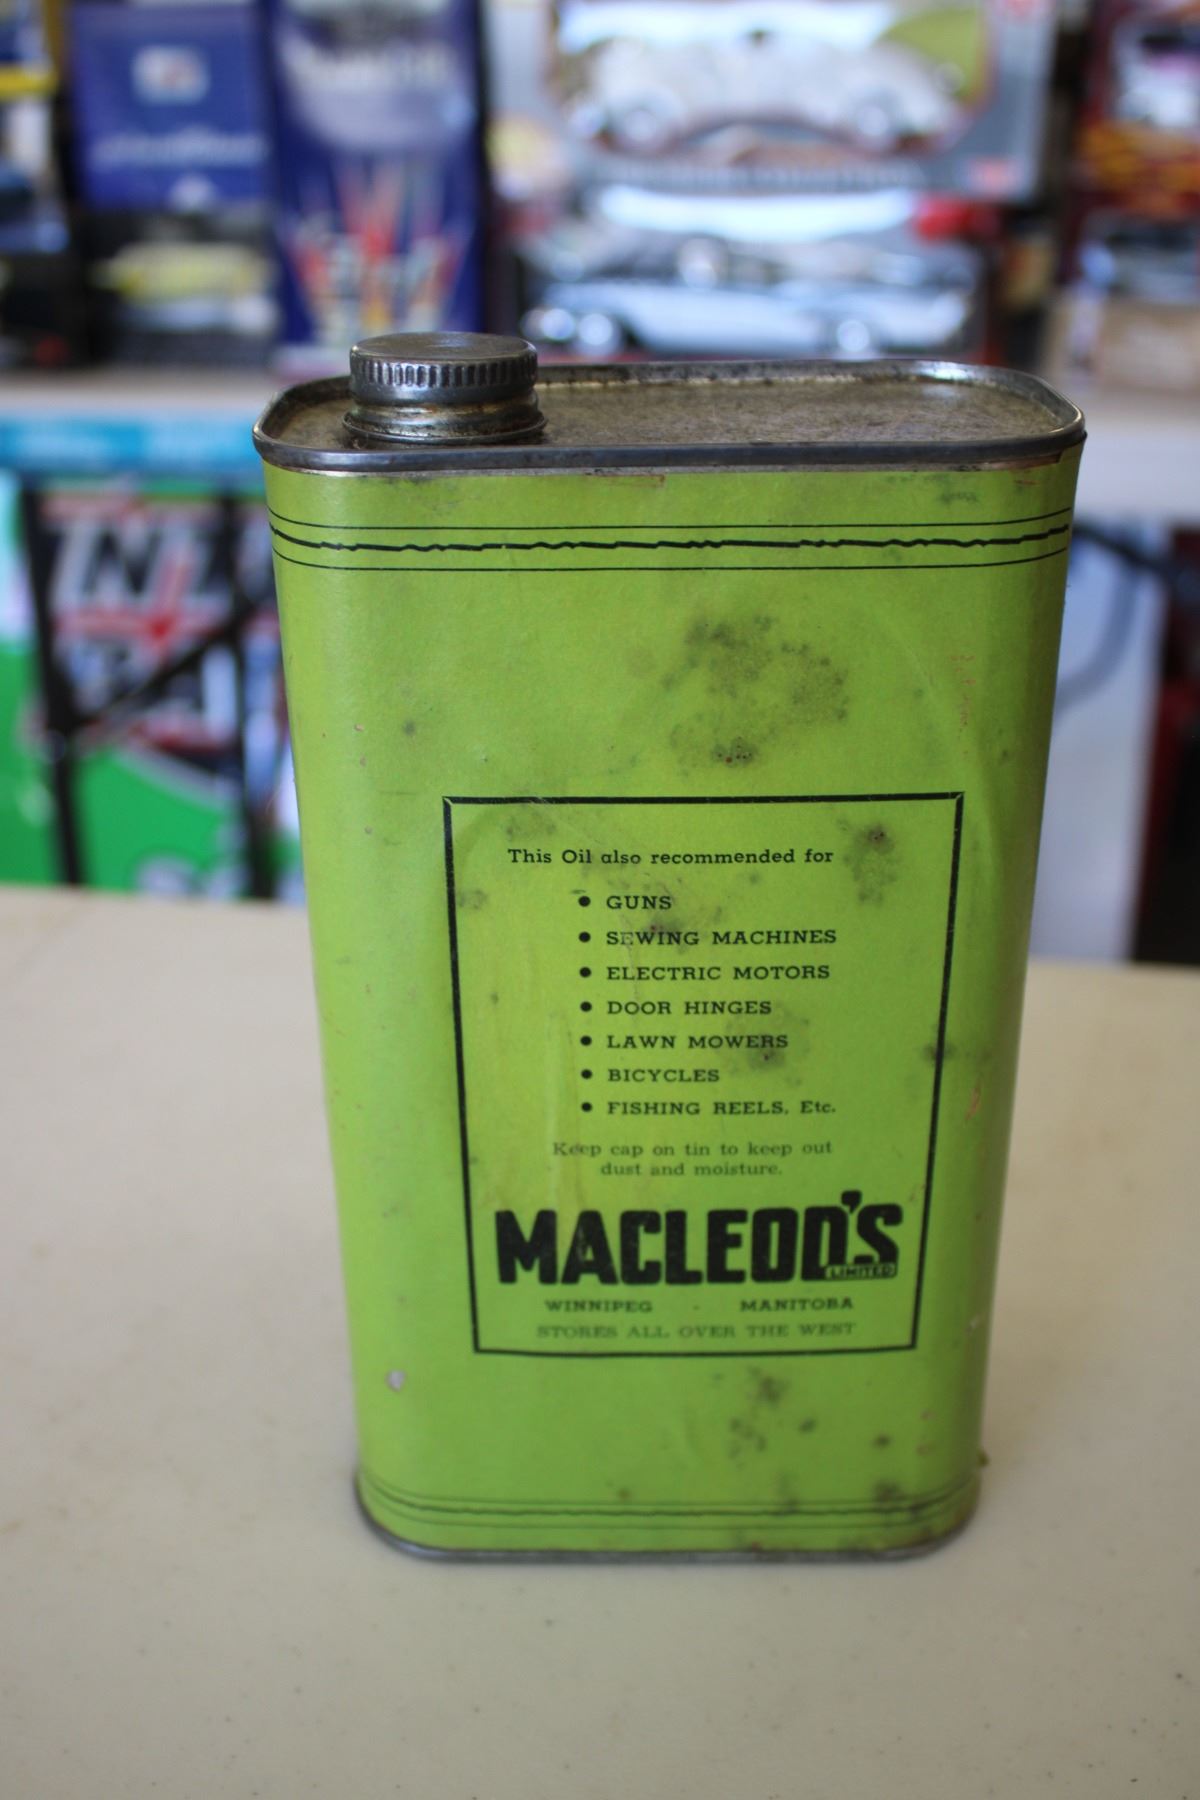 This Oil also recommended for
• GUNS
• SEWING MACHINES
• ELECTRIC MOTORS
• DOOR HINGES
• LAWN MOWERS
• BICYCLES
• FISHING REELS, Etc.
Keep cap on tin to keep out
dust and moisture.
MACLEOD'S
LIMITED
WINNIPEG - MANITOBA
STORES ALL OVER THE WEST